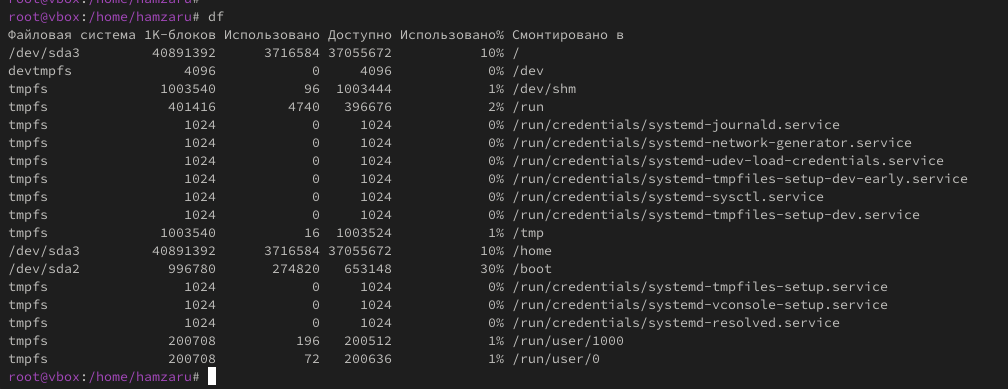 root@vbox:/home/hamzaru#
root@vbox:/home/hamzaru# df
Файловая система 1K-блоков Использовано Доступно Использовано% Смонтировано в
/dev/sda3 40891392 3716584 37055672 10% /
devtmpfs 4096 0 4096 0% /dev
tmpfs 1003540 96 1003444 1% /dev/shm
tmpfs 401416 4740 396676 2% /run
tmpfs 1024 0 1024 0% /run/credentials/systemd-journald.service
tmpfs 1024 0 1024 0% /run/credentials/systemd-network-generator.service
tmpfs 1024 0 1024 0% /run/credentials/systemd-udev-load-credentials.service
tmpfs 1024 0 1024 0% /run/credentials/systemd-tmpfiles-setup-dev-early.service
tmpfs 1024 0 1024 0% /run/credentials/systemd-sysctl.service
tmpfs 1024 0 1024 0% /run/credentials/systemd-tmpfiles-setup-dev.service
tmpfs 1003540 16 1003524 1% /tmp
/dev/sda3 40891392 3716584 37055672 10% /home
/dev/sda2 996780 274820 653148 30% /boot
tmpfs 1024 0 1024 0% /run/credentials/systemd-tmpfiles-setup.service
tmpfs 1024 0 1024 0% /run/credentials/systemd-vconsole-setup.service
tmpfs 1024 0 1024 0% /run/credentials/systemd-resolved.service
tmpfs 200708 196 200512 1% /run/user/1000
tmpfs 200708 72 200636 1% /run/user/0
root@vbox:/home/hamzaru#